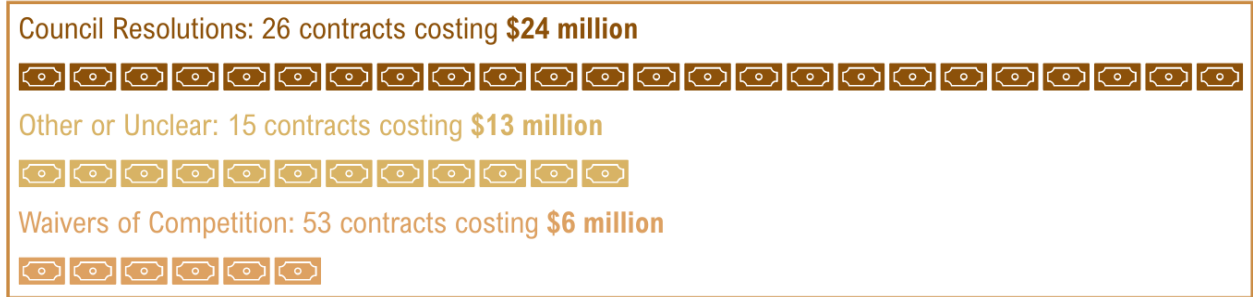 Council Resolutions: 26 contracts costing $24 million
Other or Unclear: 15 contracts costing $13 million
Waivers of Competition: 53 contracts costing $6 million